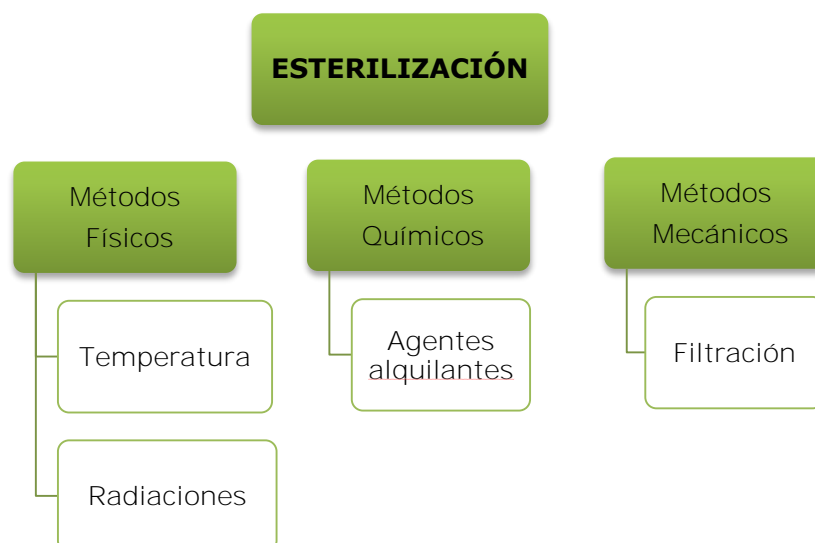 ESTERILIZACIÓN
Métodos
Físicos
Temperatura
Radiaciones
Métodos
Químicos
Agentes
alquilantes
Métodos
Mecánicos
Filtración